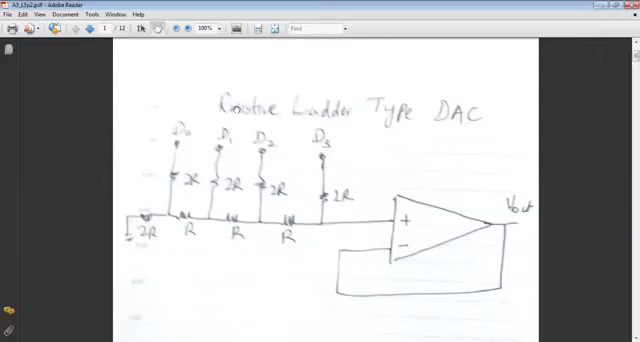 A3_L5p2.pdf - Adobe Reader
File Edit View Document Tools Window Help
1 / 12 100% Find
Resistive Ladder Type DAC
D0 D1 D2 D3
2R 2R 2R 2R
Vout
+
2R R R R
-